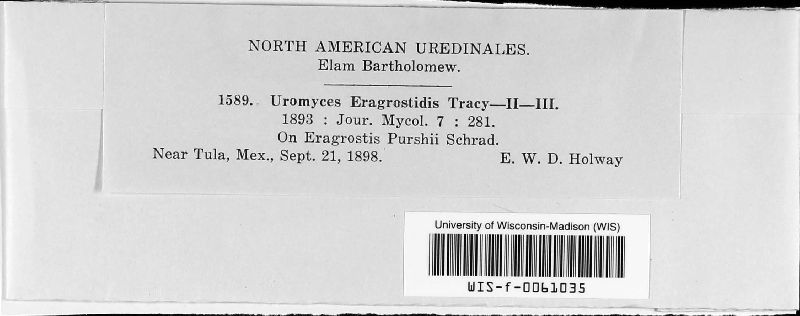 NORTH AMERICAN UREDINALES.
Elam Bartholomew.
1589. Uromyces Eragrostidis Tracy—II—III.
1893 : Jour. Mycol. 7 : 281.
On Eragrostis Purshii Schrad.
Near Tula, Mex., Sept. 21, 1898. E. W. D. Holway
University of Wisconsin-Madison (WIS)
WIS-f-0061035